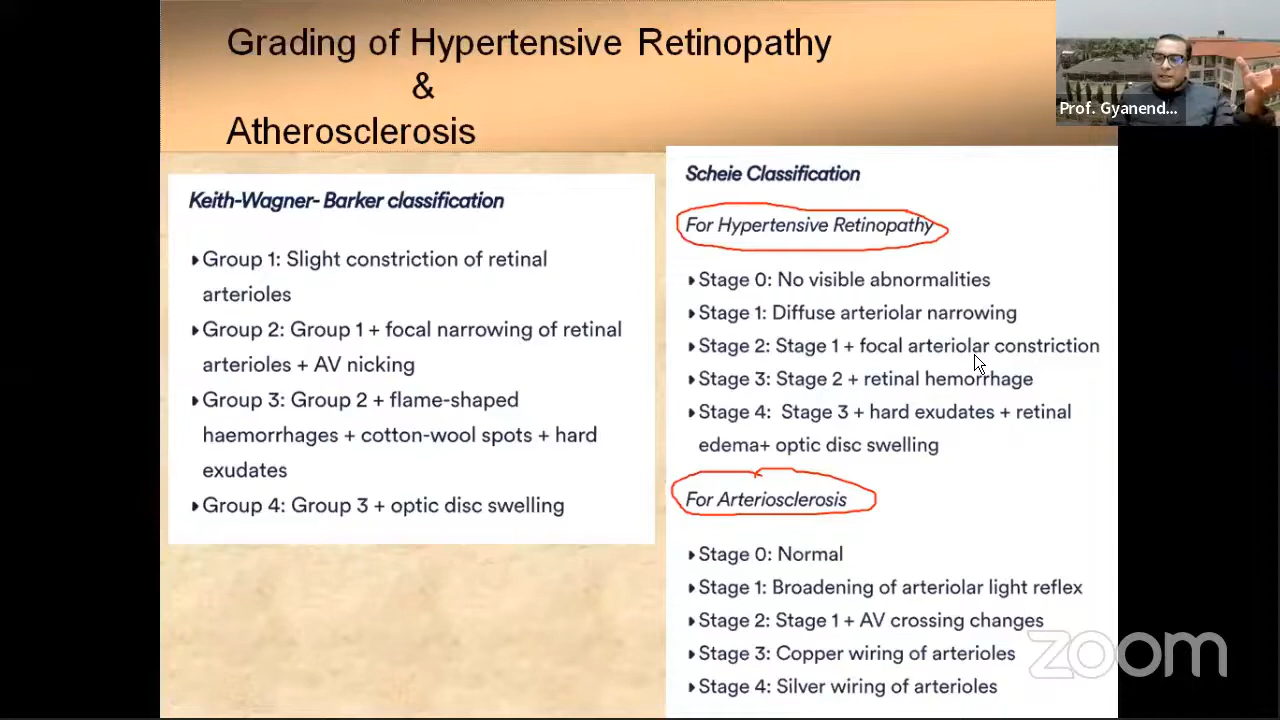 Grading of Hypertensive Retinopathy
&
Atherosclerosis
Prof. Gyanend...
Keith-Wagner- Barker classification
Group 1: Slight constriction of retinal
arterioles
Group 2: Group 1 + focal narrowing of retinal
arterioles + AV nicking
Group 3: Group 2 + flame-shaped
haemorrhages + cotton-wool spots + hard
exudates
Group 4: Group 3 + optic disc swelling
Scheie Classification
For Hypertensive Retinopathy
Stage 0: No visible abnormalities
Stage 1: Diffuse arteriolar narrowing
Stage 2: Stage 1 + focal arteriolar constriction
Stage 3: Stage 2 + retinal hemorrhage
Stage 4: Stage 3 + hard exudates + retinal
edema+ optic disc swelling
For Arteriosclerosis
Stage 0: Normal
Stage 1: Broadening of arteriolar light reflex
Stage 2: Stage 1 + AV crossing changes
Stage 3: Copper wiring of arterioles
Stage 4: Silver wiring of arterioles
zoom